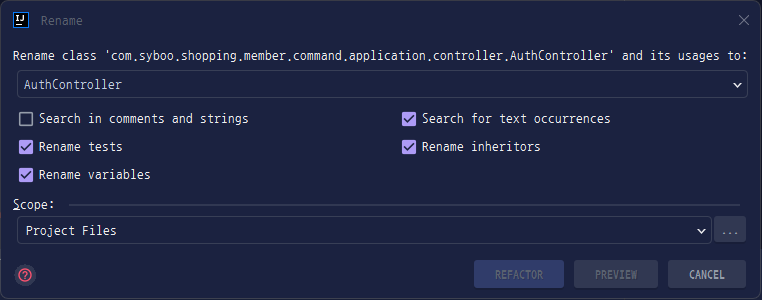 IJ
Rename
Rename class 'com.syboo.shopping.member.command.application.controller.AuthController' and its usages to:
AuthController
Search in comments and strings
Search for text occurrences
Rename tests
Rename inheritors
Rename variables
Scope:
Project Files
...
?
REFACTOR
PREVIEW
CANCEL